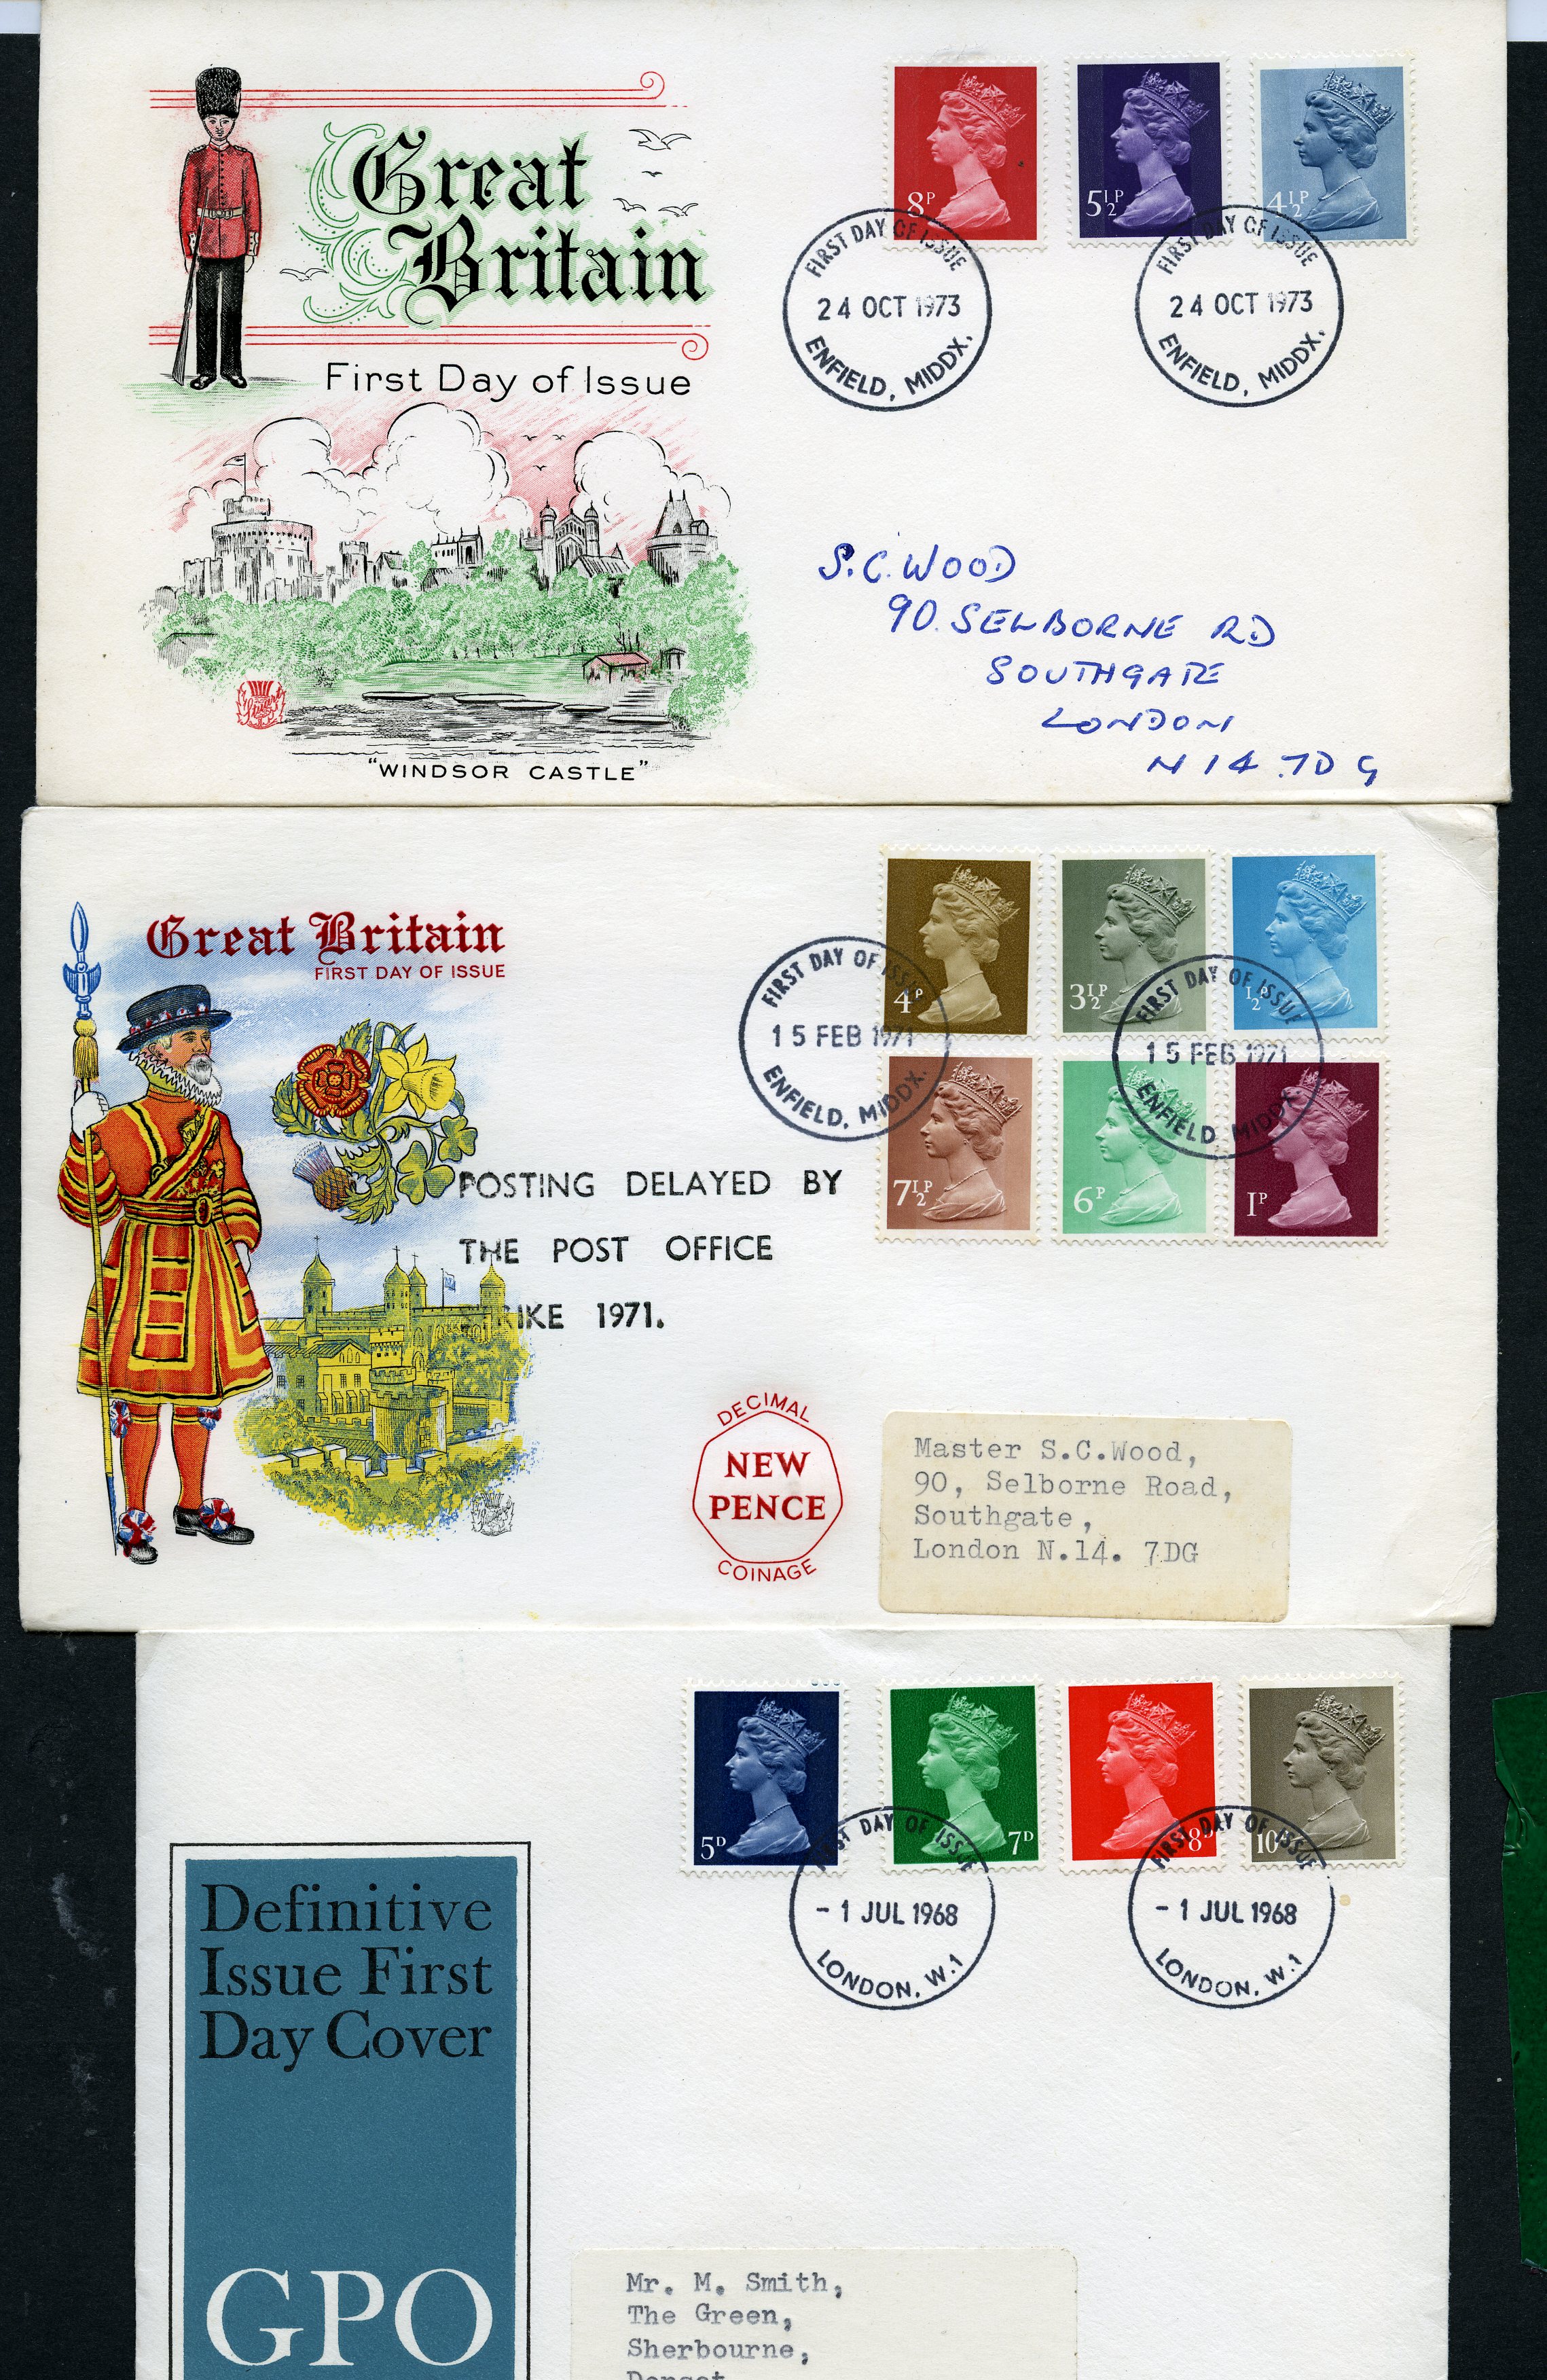 Great
Britain
First Day of Issue
"WINDSOR CASTLE"
Stuart
8P
5½P
4½P
FIRST DAY OF ISSUE
24 OCT 1973
ENFIELD, MIDDX.
FIRST DAY OF ISSUE
24 OCT 1973
ENFIELD, MIDDX.
S.C. WOOD
90. SELBORNE RD
SOUTHGATE
LONDON
N 14 7DG
Great Britain
FIRST DAY OF ISSUE
4P
3½P
½P
7½P
6P
1P
FIRST DAY OF ISSUE
15 FEB 1971
ENFIELD, MIDDX.
FIRST DAY OF ISSUE
15 FEB 1971
ENFIELD, MIDDX.
POSTING DELAYED BY
THE POST OFFICE
STRIKE 1971.
DECIMAL
NEW
PENCE
COINAGE
Master S.C.Wood,
90, Selborne Road,
Southgate,
London N.14. 7DG
5D
7D
8D
10
FIRST DAY OF ISSUE
- 1 JUL 1968
LONDON, W.1
FIRST DAY OF ISSUE
- 1 JUL 1968
LONDON, W.1
Definitive
Issue First
Day Cover
GPO
Mr. M. Smith,
The Green,
Sherbourne,
Dorset